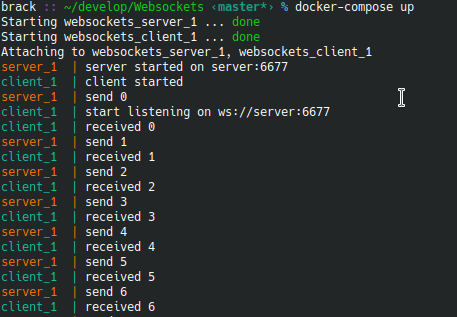 brack :: ~/develop/Websockets ‹master*› % docker-compose up
Starting websockets_server_1 ... done
Starting websockets_client_1 ... done
Attaching to websockets_server_1, websockets_client_1
server_1 | server started on server:6677
client_1 | client started
server_1 | send 0
client_1 | start listening on ws://server:6677
client_1 | received 0
server_1 | send 1
client_1 | received 1
server_1 | send 2
client_1 | received 2
server_1 | send 3
client_1 | received 3
server_1 | send 4
client_1 | received 4
server_1 | send 5
client_1 | received 5
server_1 | send 6
client_1 | received 6